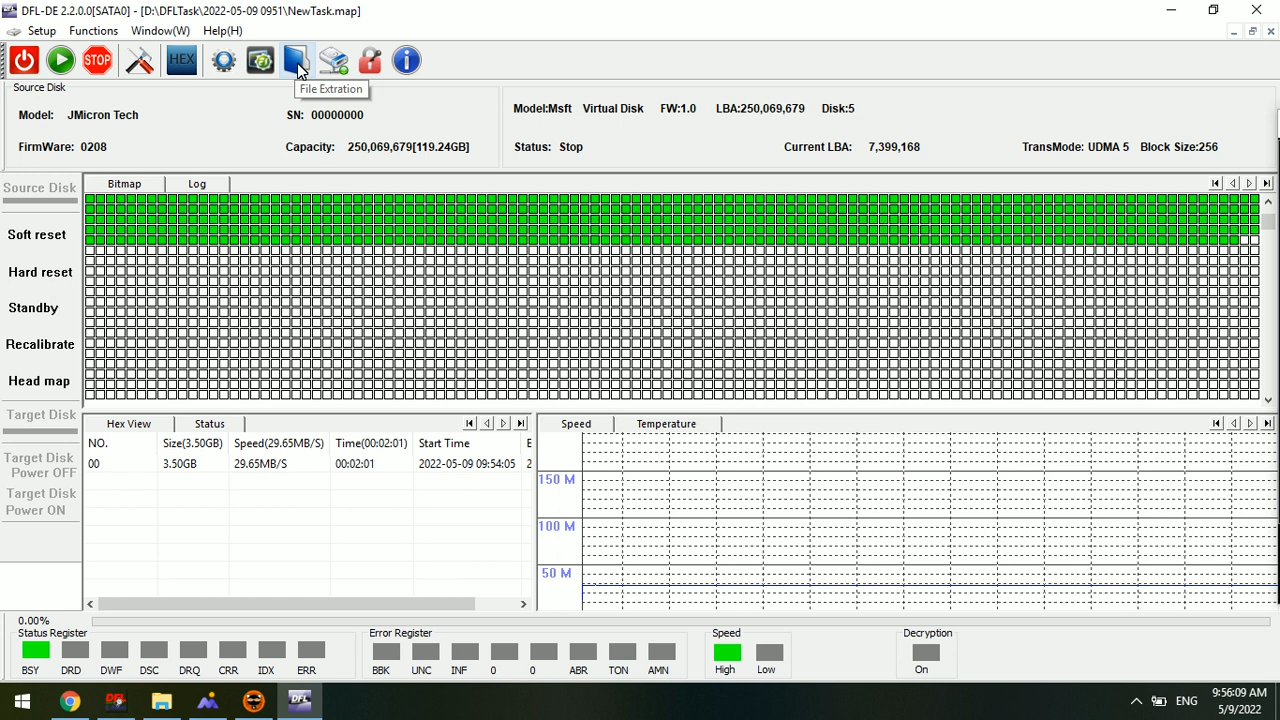 DFL-DE 2.2.0.0[SATA0] - [D:\DFLTask\2022-05-09 0951\NewTask.map]
Setup Functions Window(W) Help(H)
STOP HEX
File Extration
Source Disk
Model: JMicron Tech SN: 00000000
FirmWare: 0208 Capacity: 250,069,679[119.24GB]
Model:Msft Virtual Disk FW:1.0 LBA:250,069,679 Disk:5
Status: Stop Current LBA: 7,399,168 TransMode: UDMA 5 Block Size:256
Source Disk
Soft reset
Hard reset
Standby
Recalibrate
Head map
Target Disk
Target Disk
Power OFF
Target Disk
Power ON
Bitmap Log
Hex View Status
NO. Size(3.50GB) Speed(29.65MB/S) Time(00:02:01) Start Time E
00 3.50GB 29.65MB/S 00:02:01 2022-05-09 09:54:05 2
Speed Temperature
150 M
100 M
50 M
0.00%
Status Register
BSY DRD DWF DSC DRQ CRR IDX ERR
Error Register
BBK UNC INF 0 0 ABR TON AMN
Speed
High Low
Decryption
On
DFL
DFL
ENG
9:56:09 AM
5/9/2022